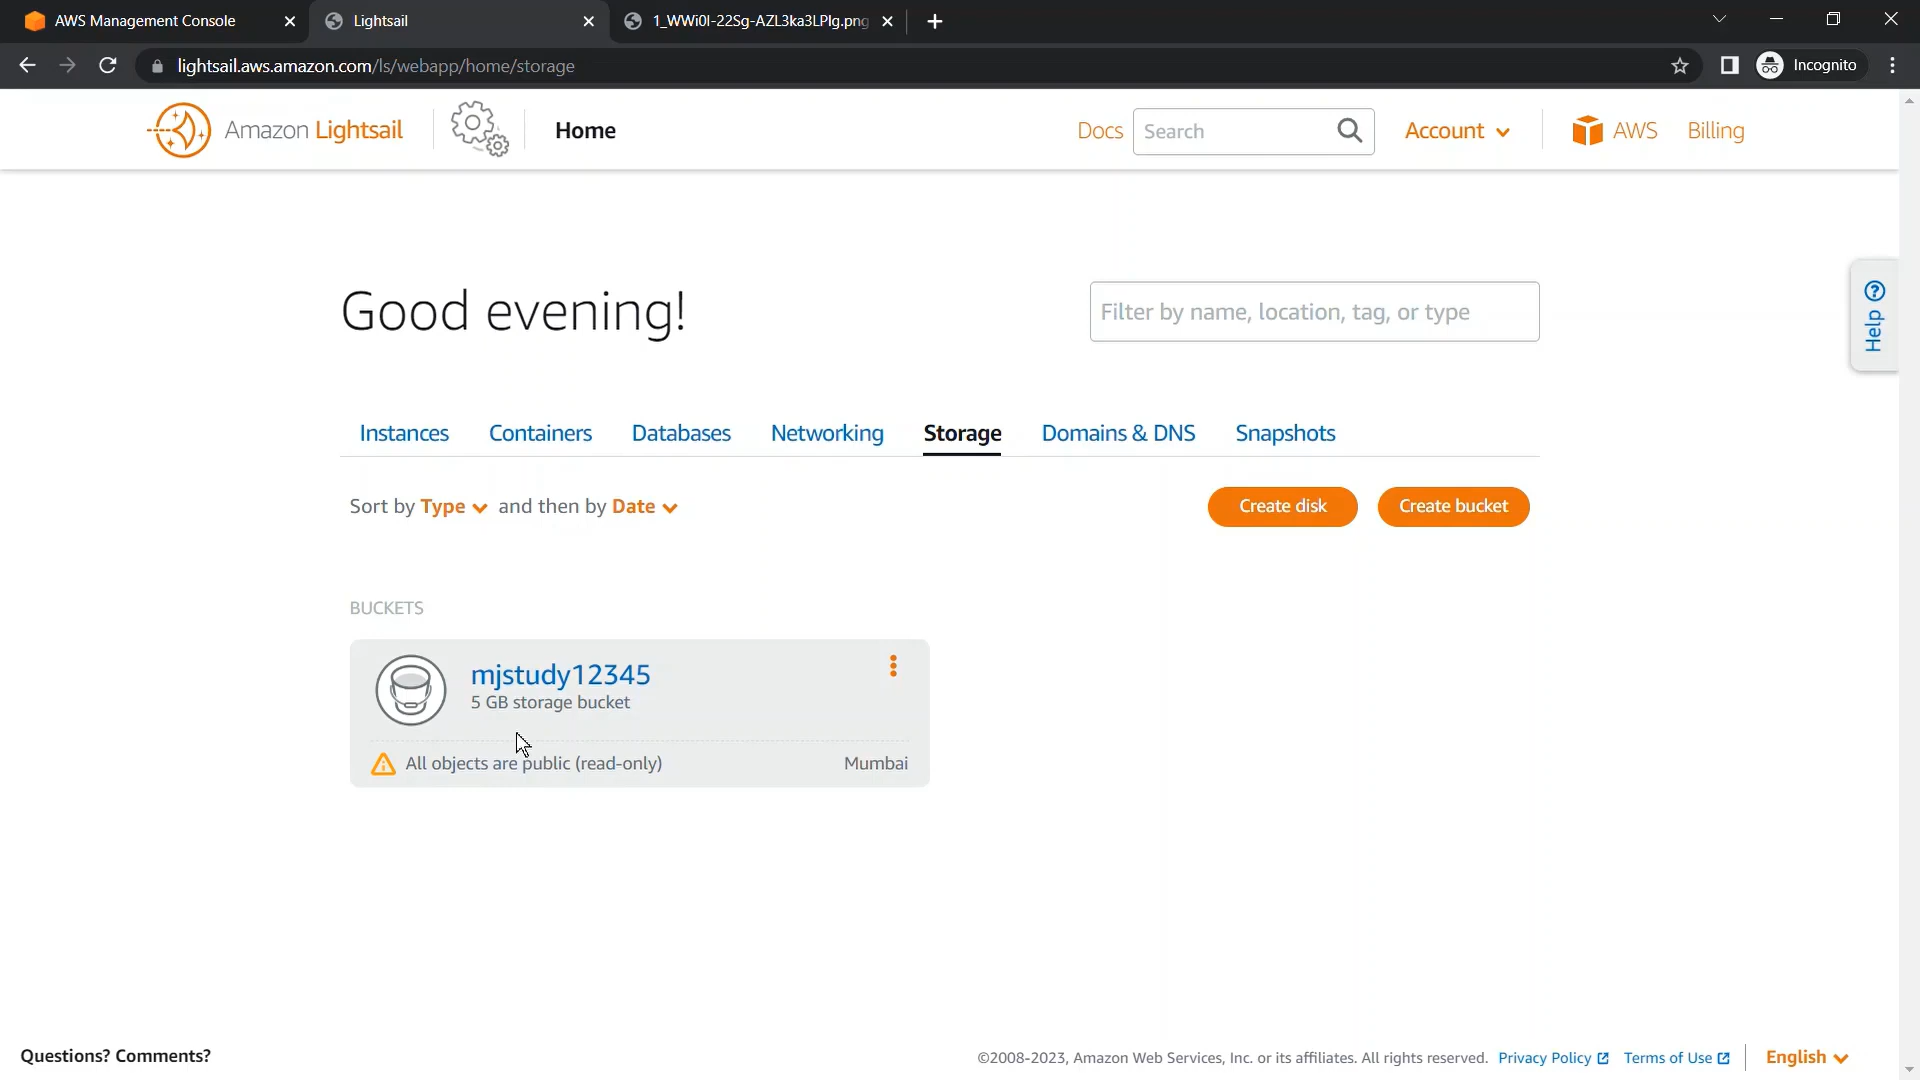 AWS Management Console
Lightsail
1_WWi0I-22Sg-AZL3ka3LPIg.png
lightsail.aws.amazon.com/ls/webapp/home/storage
Incognito
Amazon Lightsail
Home
Docs
Search
Account
AWS
Billing
Good evening!
Filter by name, location, tag, or type
Help
Instances
Containers
Databases
Networking
Storage
Domains & DNS
Snapshots
Sort by Type and then by Date
Create disk
Create bucket
BUCKETS
mjstudy12345
5 GB storage bucket
All objects are public (read-only)
Mumbai
Questions? Comments?
©2008-2023, Amazon Web Services, Inc. or its affiliates. All rights reserved.
Privacy Policy
Terms of Use
English